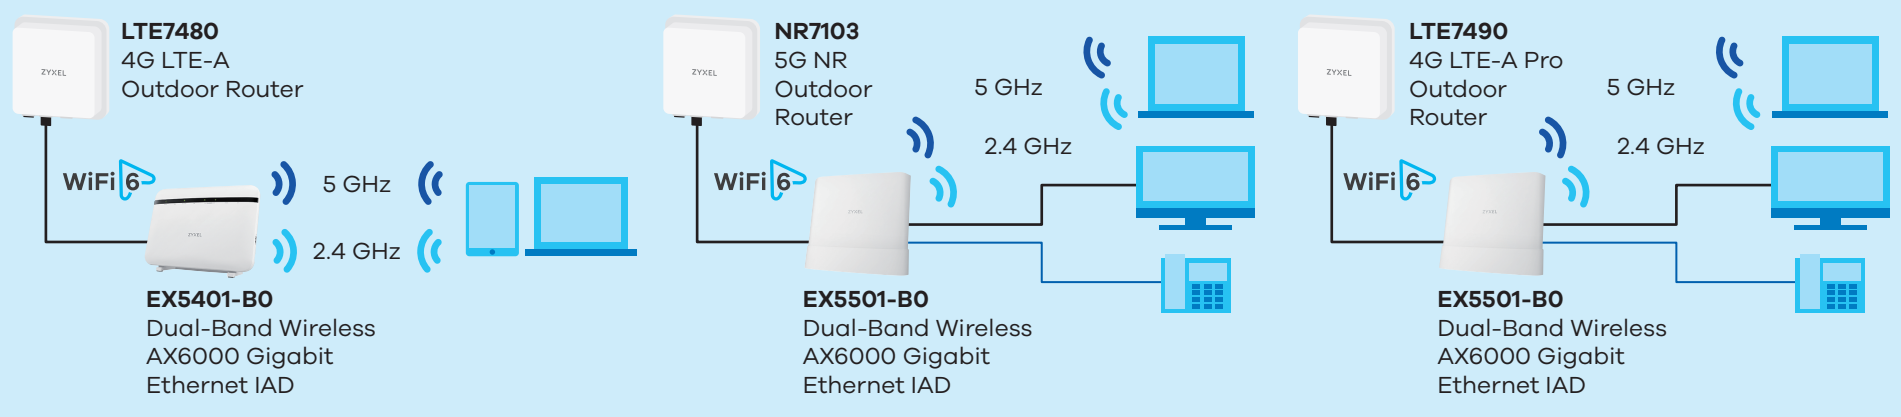 LTE7480
4G LTE-A
Outdoor Router
ZYXEL
WiFi 6
5 GHz
2.4 GHz
ZYXEL
EX5401-B0
Dual-Band Wireless
AX6000 Gigabit
Ethernet IAD
NR7103
5G NR
Outdoor
Router
ZYXEL
5 GHz
2.4 GHz
WiFi 6
ZYXEL
EX5501-B0
Dual-Band Wireless
AX6000 Gigabit
Ethernet IAD
LTE7490
4G LTE-A Pro
Outdoor
Router
ZYXEL
5 GHz
2.4 GHz
WiFi 6
ZYXEL
EX5501-B0
Dual-Band Wireless
AX6000 Gigabit
Ethernet IAD